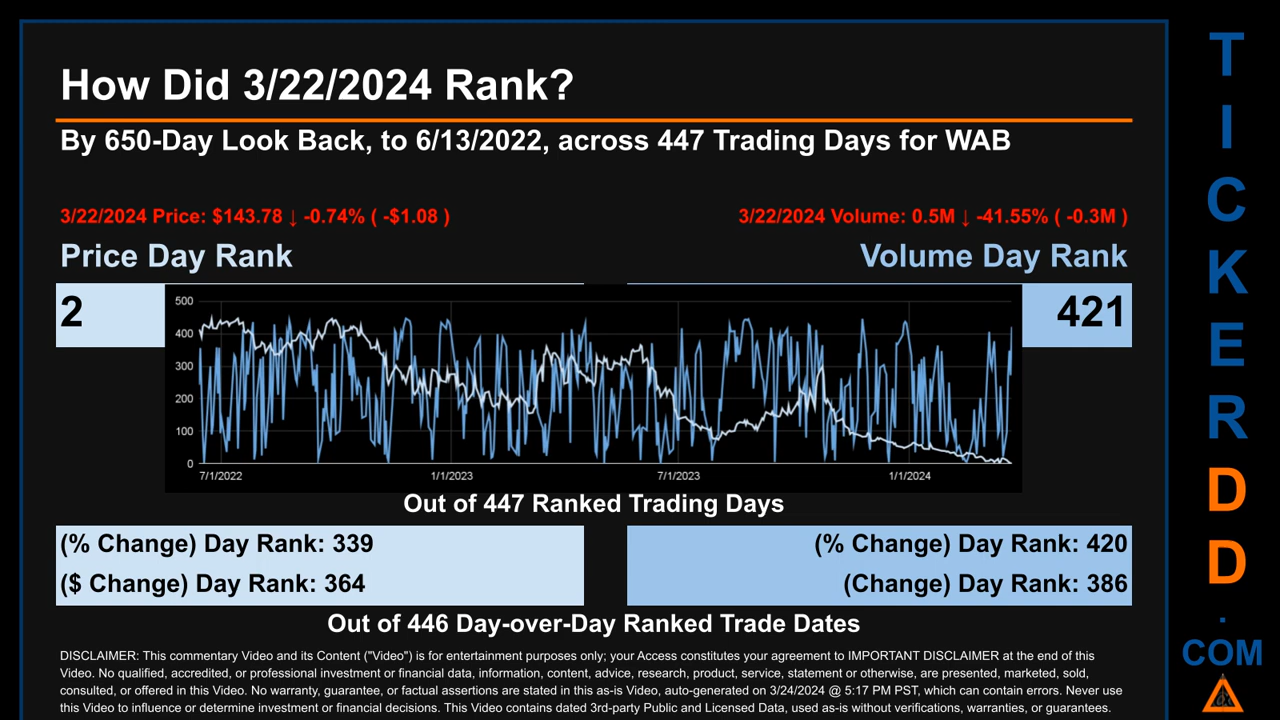 How Did 3/22/2024 Rank?
By 650-Day Look Back, to 6/13/2022, across 447 Trading Days for WAB
3/22/2024 Price: $143.78 ↓ -0.74% ( -$1.08 )
3/22/2024 Volume: 0.5M ↓ -41.55% ( -0.3M )
Price Day Rank
Volume Day Rank
2
421
500
400
300
200
100
0
7/1/2022
1/1/2023
7/1/2023
1/1/2024
Out of 447 Ranked Trading Days
(% Change) Day Rank: 339
($ Change) Day Rank: 364
(% Change) Day Rank: 420
(Change) Day Rank: 386
Out of 446 Day-over-Day Ranked Trade Dates
DISCLAIMER: This commentary Video and its Content ("Video") is for entertainment purposes only; your Access constitutes your agreement to IMPORTANT DISCLAIMER at the end of this
Video. No qualified, accredited, or professional investment or financial data, information, content, advice, research, product, service, statement or otherwise, are presented, marketed, sold,
consulted, or offered in this Video. No warranty, guarantee, or factual assertions are stated in this as-is Video, auto-generated on 3/24/2024 @ 5:17 PM PST, which can contain errors. Never use
this Video to influence or determine investment or financial decisions. This Video contains dated 3rd-party Public and Licensed Data, used as-is without verifications, warranties, or guarantees.
T
I
C
K
E
R
D
D
.
COM